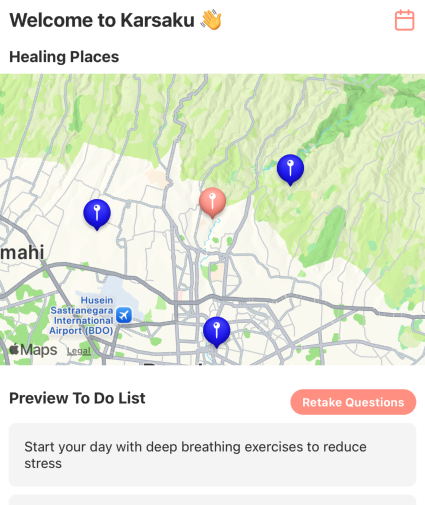 Welcome to Karsaku 👋
Healing Places
mahi
Husein
Sastranegara
International
Airport (BDO)
Maps Legal
Preview To Do List
Retake Questions
Start your day with deep breathing exercises to reduce
stress